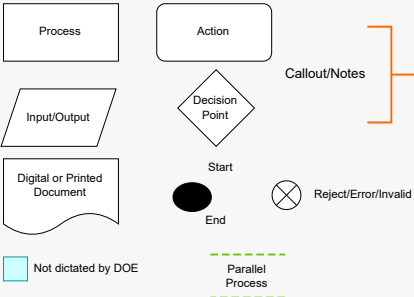 Process
Action
Callout/Notes
Input/Output
Decision
Point
Digital or Printed
Document
Start
End
Reject/Error/Invalid
Not dictated by DOE
Parallel
Process